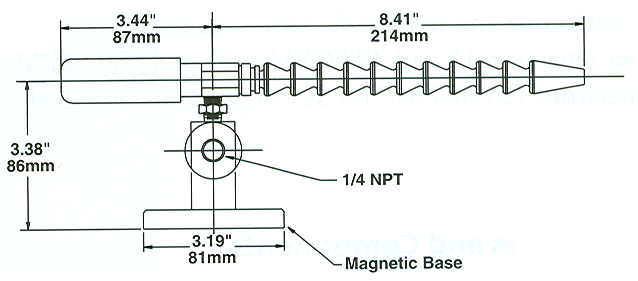 3.44"
87mm
8.41"
214mm
3.38"
86mm
1/4 NPT
3.19"
81mm
Magnetic Base